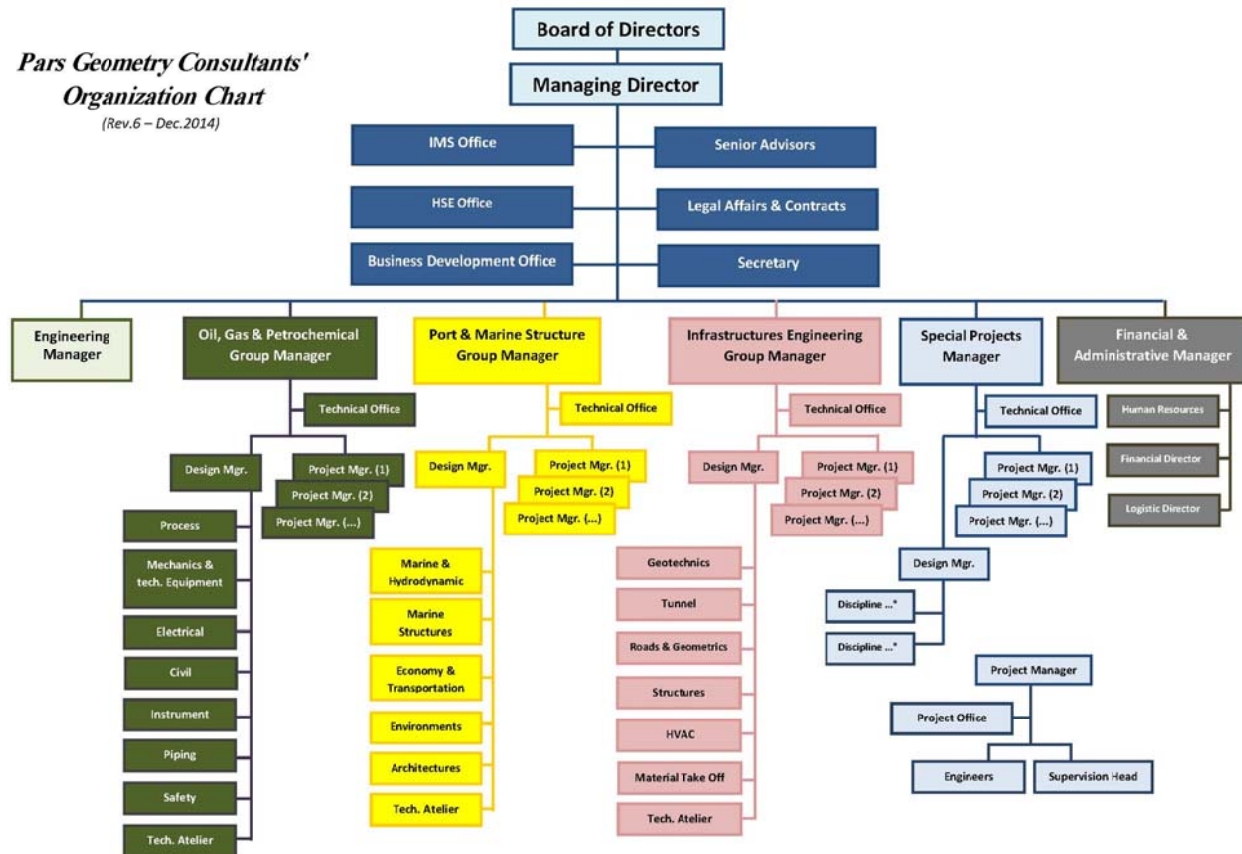 Pars Geometry Consultants'
Organization Chart
(Rev.6 – Dec.2014)
Board of Directors
Managing Director
IMS Office
Senior Advisors
HSE Office
Legal Affairs & Contracts
Business Development Office
Secretary
Engineering
Manager
Oil, Gas & Petrochemical
Group Manager
Port & Marine Structure
Group Manager
Infrastructures Engineering
Group Manager
Special Projects
Manager
Financial &
Administrative Manager
Technical Office
Design Mgr.
Project Mgr. (1)
Project Mgr. (2)
Project Mgr. (...)
Process
Mechanics &
tech. Equipment
Electrical
Civil
Instrument
Piping
Safety
Tech. Atelier
Technical Office
Design Mgr.
Project Mgr. (1)
Project Mgr. (2)
Project Mgr. (...)
Marine &
Hydrodynamic
Marine
Structures
Economy &
Transportation
Environments
Architectures
Tech. Atelier
Technical Office
Design Mgr.
Project Mgr. (1)
Project Mgr. (2)
Project Mgr. (...)
Geotechnics
Tunnel
Roads & Geometrics
Structures
HVAC
Material Take Off
Tech. Atelier
Technical Office
Project Mgr. (1)
Project Mgr. (2)
Project Mgr. (...)
Design Mgr.
Discipline ...*
Discipline ...*
Project Manager
Project Office
Engineers
Supervision Head
Human Resources
Financial Director
Logistic Director